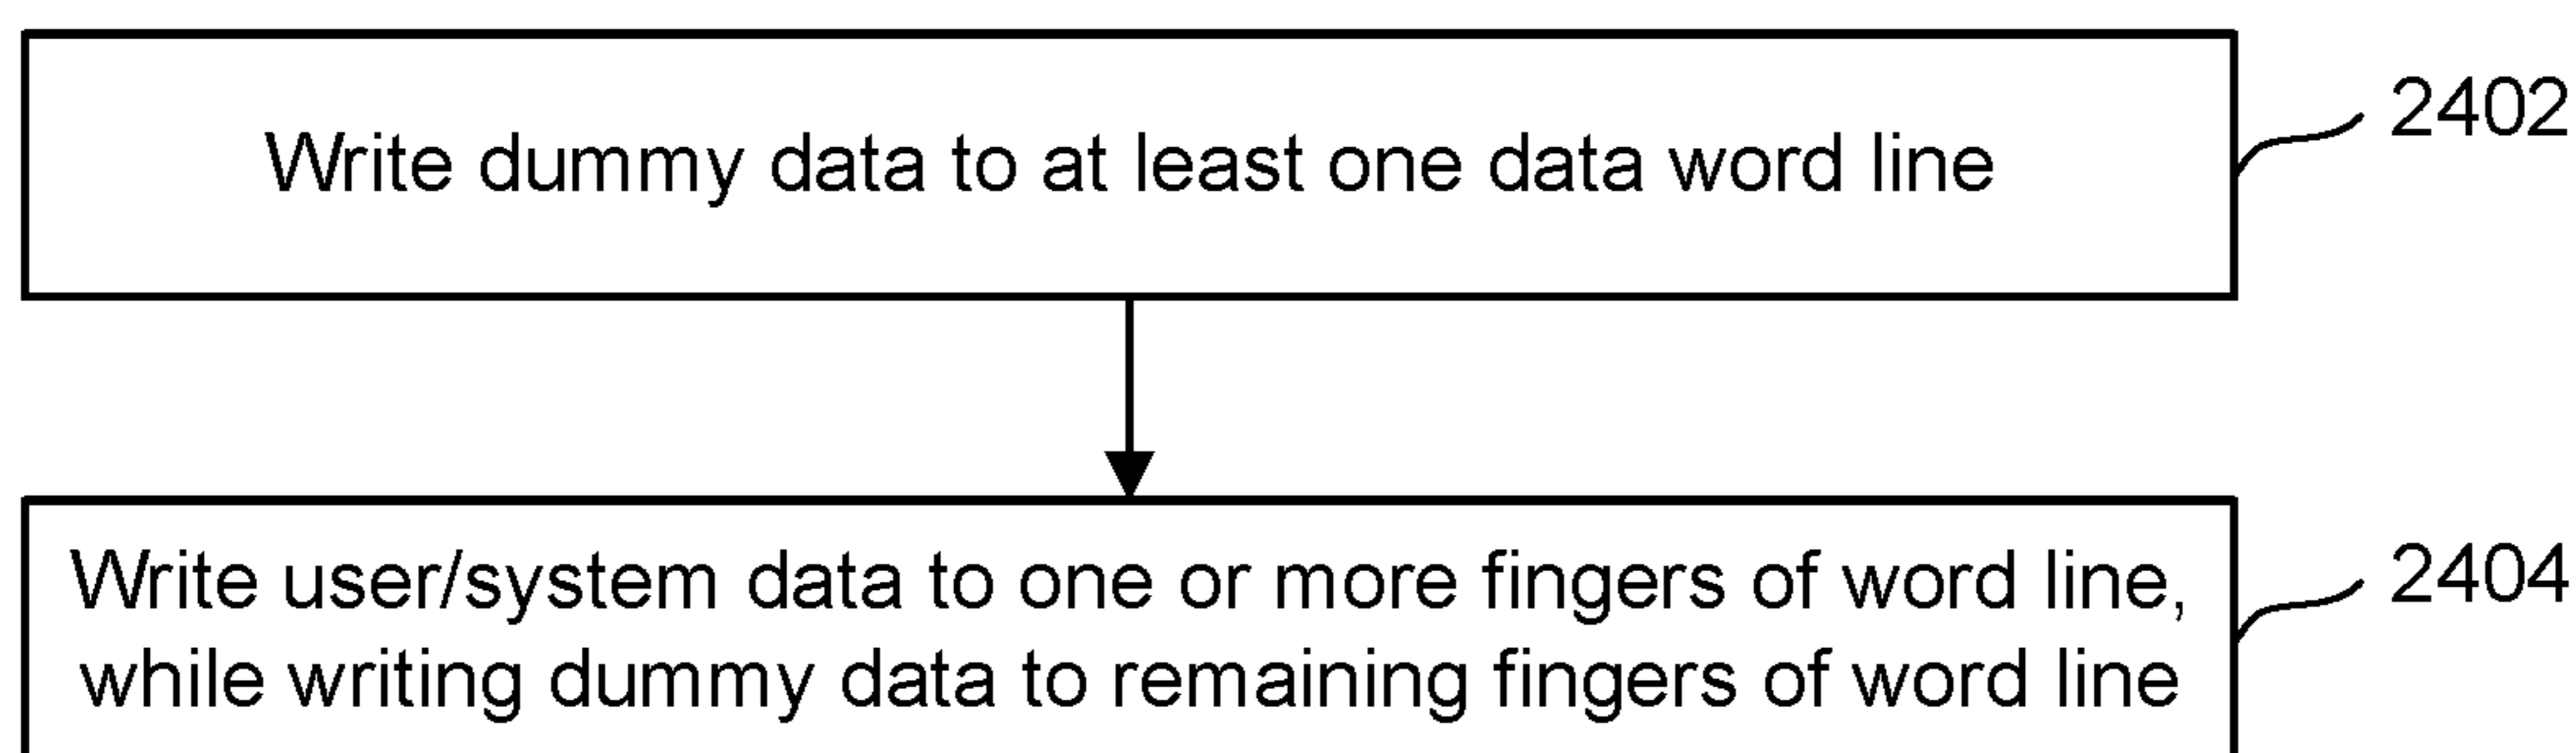 Write dummy data to at least one data word line
2402
Write user/system data to one or more fingers of word line,
while writing dummy data to remaining fingers of word line
2404